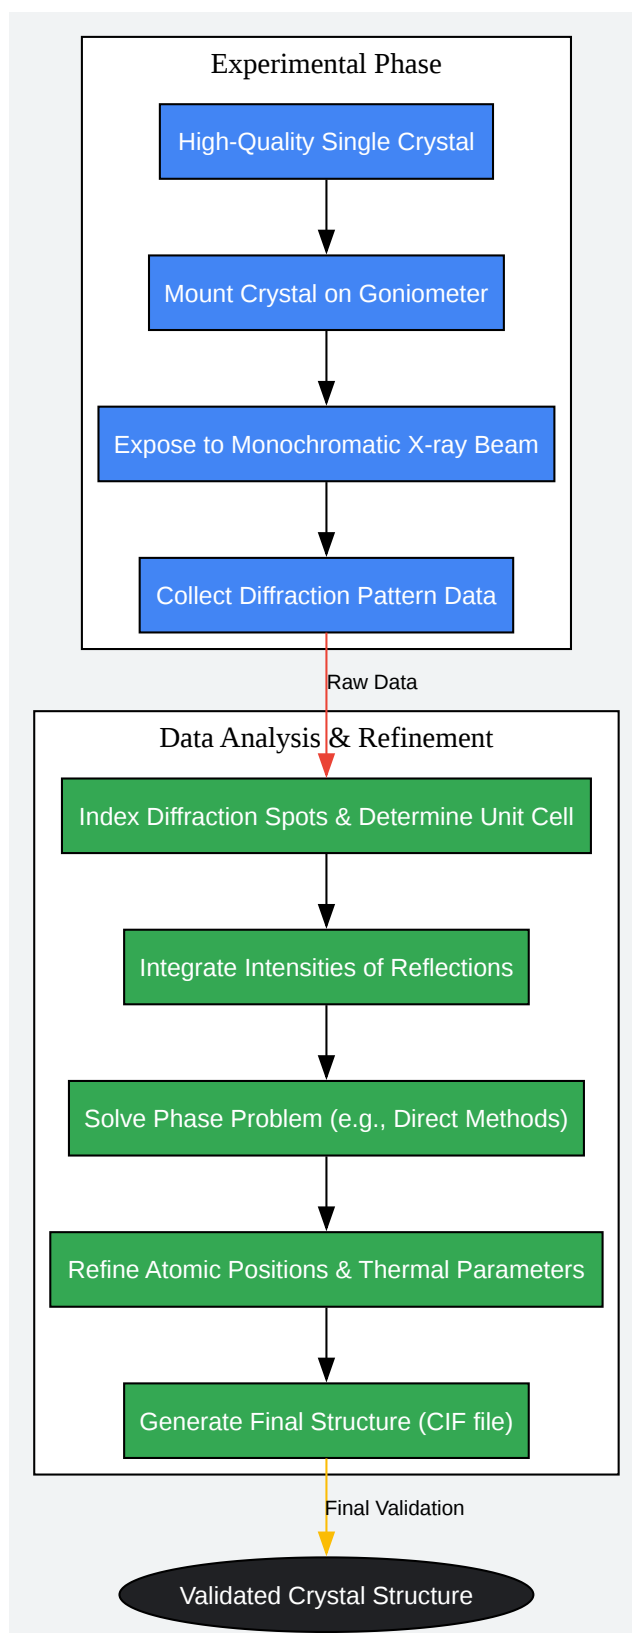 Experimental Phase
High-Quality Single Crystal
Mount Crystal on Goniometer
Expose to Monochromatic X-ray Beam
Collect Diffraction Pattern Data
Raw Data
Data Analysis & Refinement
Index Diffraction Spots & Determine Unit Cell
Integrate Intensities of Reflections
Solve Phase Problem (e.g., Direct Methods)
Refine Atomic Positions & Thermal Parameters
Generate Final Structure (CIF file)
Final Validation
Validated Crystal Structure